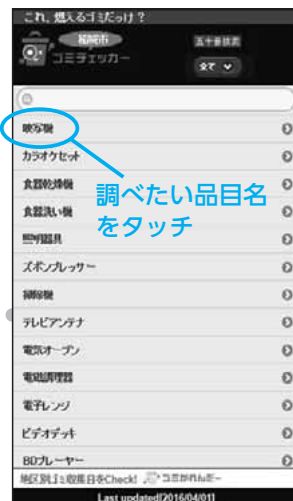 これ、燃えるゴミだっけ？
福岡市
ゴミチェッカー
五十音検索
全て
映写機
カラオケセット
食器乾燥機
食器洗い機
照明器具
ズボンプレッサー
掃除機
テレビアンテナ
電気オーブン
電磁調理器
電子レンジ
ビデオデッキ
BDプレーヤー
調べたい品目名
をタッチ
地区別ゴミ収集日をCheck!
Last updated[2016/04/01]